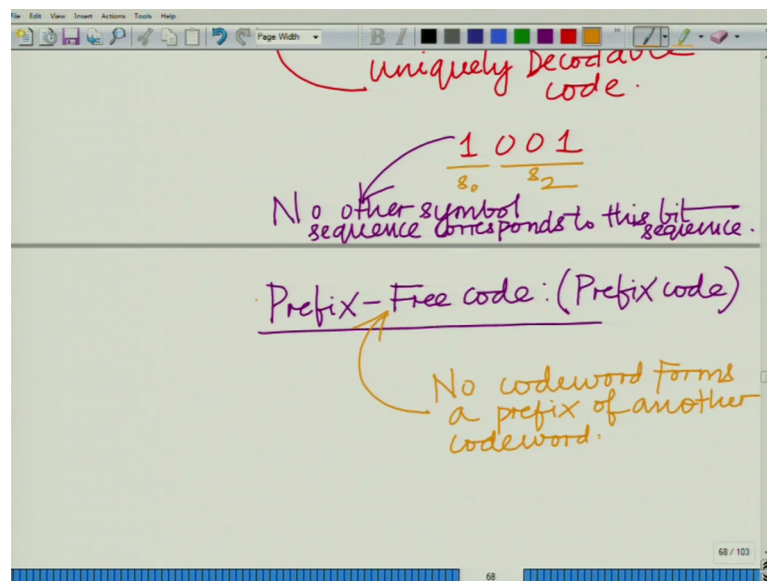 File Edit View Insert Actions Tools Help
Page Width
B I
uniquely Decodable
code.
1 0 0 1
s0 s2
No other symbol
sequence corresponds to this bit
sequence.
Prefix-Free code: (Prefix code)
No codeword forms
a prefix of another
codeword.
68 / 103
68